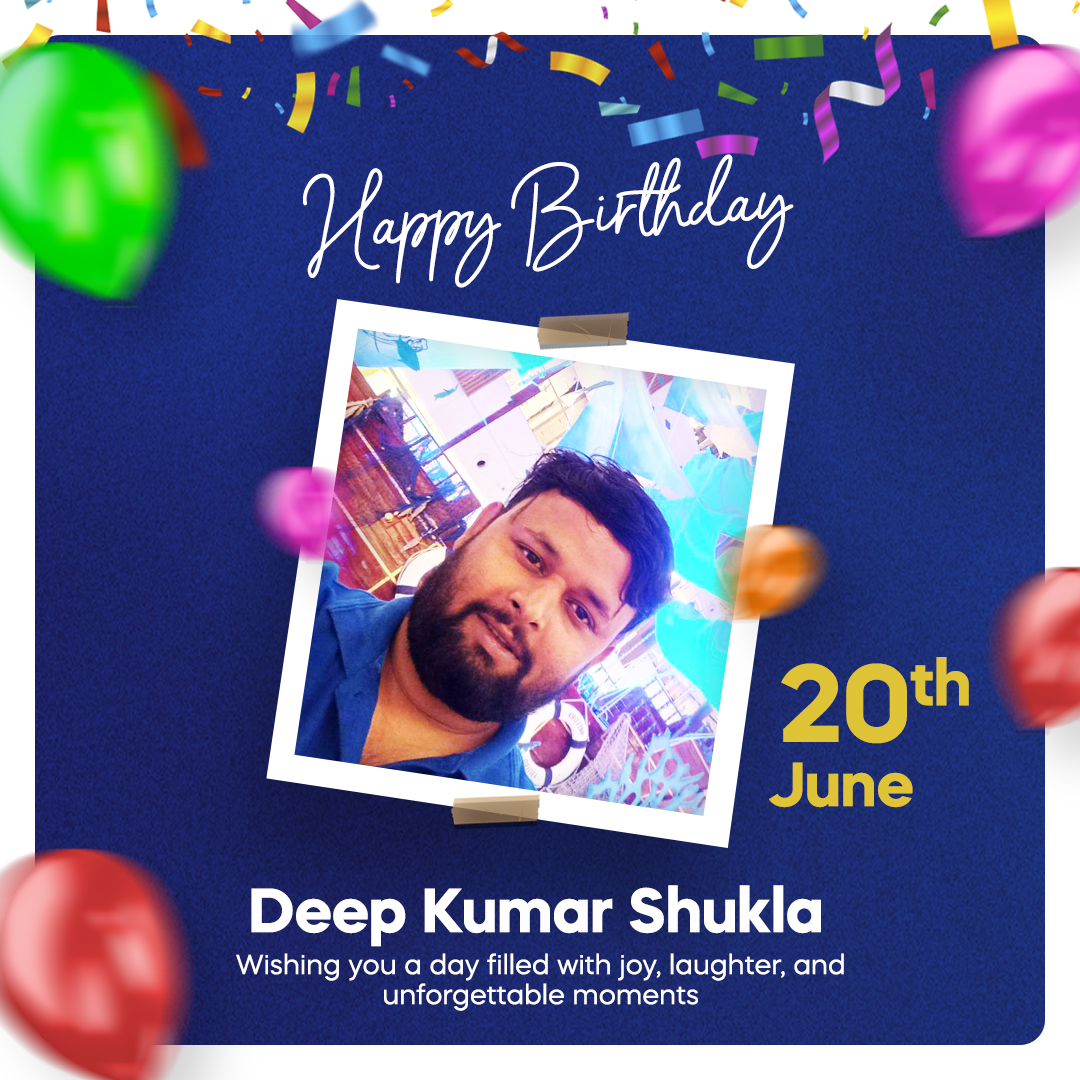 Happy Birthday
20th
June
Deep Kumar Shukla
Wishing you a day filled with joy, laughter, and
unforgettable moments